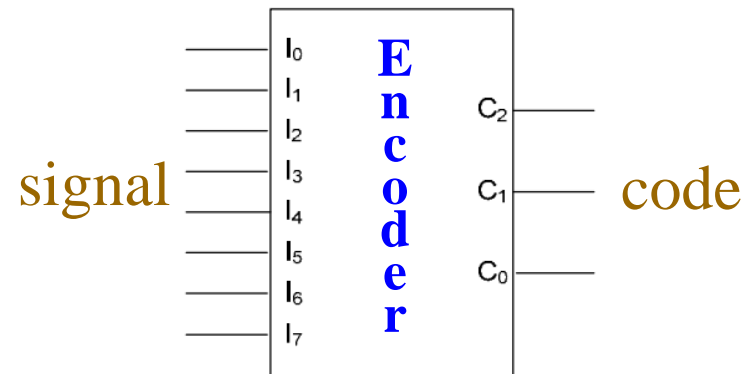 signal
I0
I1
I2
I3
I4
I5
I6
I7
Encoder
C2
C1
C0
code